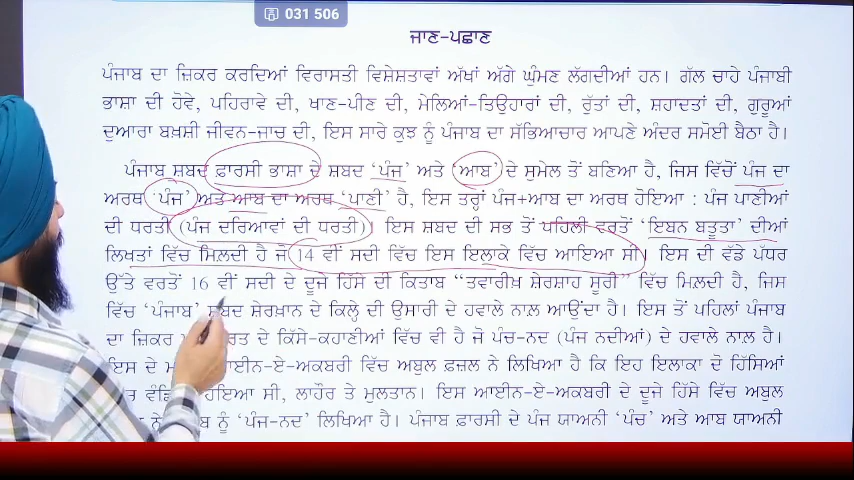 031 506
ਜਾਣ-ਪਛਾਣ
ਪੰਜਾਬ ਦਾ ਜ਼ਿਕਰ ਕਰਦਿਆਂ ਵਿਰਾਸਤੀ ਵਿਸ਼ੇਸ਼ਤਾਵਾਂ ਅੱਖਾਂ ਅੱਗੇ ਘੁੰਮਣ ਲੱਗਦੀਆਂ ਹਨ। ਗੱਲ ਚਾਹੇ ਪੰਜਾਬੀ
ਭਾਸ਼ਾ ਦੀ ਹੋਵੇ, ਪਹਿਰਾਵੇ ਦੀ, ਖਾਣ-ਪੀਣ ਦੀ, ਮੇਲਿਆਂ-ਤਿਉਹਾਰਾਂ ਦੀ, ਰੁੱਤਾਂ ਦੀ, ਸ਼ਹਾਦਤਾਂ ਦੀ, ਗੁਰੂਆਂ
ਦੁਆਰਾ ਬਖ਼ਸ਼ੀ ਜੀਵਨ-ਜਾਚ ਦੀ, ਇਸ ਸਾਰੇ ਕੁਝ ਨੂੰ ਪੰਜਾਬ ਦਾ ਸੱਭਿਆਚਾਰ ਆਪਣੇ ਅੰਦਰ ਸਮੋਈ ਬੈਠਾ ਹੈ।
ਪੰਜਾਬ ਸ਼ਬਦ ਫ਼ਾਰਸੀ ਭਾਸ਼ਾ ਦੇ ਸ਼ਬਦ ‘ਪੰਜ’ ਅਤੇ ‘ਆਬ’ ਦੇ ਸੁਮੇਲ ਤੋਂ ਬਣਿਆ ਹੈ, ਜਿਸ ਵਿੱਚੋਂ ਪੰਜ ਦਾ
ਅਰਥ ‘ਪੰਜ’ ਅਤੇ ਆਬ ਦਾ ਅਰਥ ‘ਪਾਣੀ’ ਹੈ, ਇਸ ਤਰ੍ਹਾਂ ਪੰਜ+ਆਬ ਦਾ ਅਰਥ ਹੋਇਆ : ਪੰਜ ਪਾਣੀਆਂ
ਦੀ ਧਰਤੀ (ਪੰਜ ਦਰਿਆਵਾਂ ਦੀ ਧਰਤੀ)। ਇਸ ਸ਼ਬਦ ਦੀ ਸਭ ਤੋਂ ਪਹਿਲੀ ਵਰਤੋਂ ‘ਇਬਨ ਬਤੂਤਾ’ ਦੀਆਂ
ਲਿਖਤਾਂ ਵਿੱਚ ਮਿਲਦੀ ਹੈ ਜੋ 14 ਵੀਂ ਸਦੀ ਵਿੱਚ ਇਸ ਇਲਾਕੇ ਵਿੱਚ ਆਇਆ ਸੀ। ਇਸ ਦੀ ਵੱਡੇ ਪੱਧਰ
ਉੱਤੇ ਵਰਤੋਂ 16 ਵੀਂ ਸਦੀ ਦੇ ਦੂਜੇ ਹਿੱਸੇ ਦੀ ਕਿਤਾਬ “ਤਵਾਰੀਖ਼ ਸ਼ੇਰਸ਼ਾਹ ਸੂਰੀ” ਵਿੱਚ ਮਿਲਦੀ ਹੈ, ਜਿਸ
ਵਿੱਚ ‘ਪੰਜਾਬ’ ਸ਼ਬਦ ਸ਼ੇਰਖ਼ਾਨ ਦੇ ਕਿਲ੍ਹੇ ਦੀ ਉਸਾਰੀ ਦੇ ਹਵਾਲੇ ਨਾਲ਼ ਆਉਂਦਾ ਹੈ। ਇਸ ਤੋਂ ਪਹਿਲਾਂ ਪੰਜਾਬ
ਦਾ ਜ਼ਿਕਰ ਦੇ ਕਿੱਸੇ-ਕਹਾਣੀਆਂ ਵਿੱਚ ਵੀ ਹੈ ਜੋ ਪੰਚ-ਨਦ (ਪੰਜ ਨਦੀਆਂ) ਦੇ ਹਵਾਲੇ ਨਾਲ਼ ਹੈ।
ਇਸ ਦੇ ਆਈਨ-ਏ-ਅਕਬਰੀ ਵਿੱਚ ਅਬੁਲ ਫ਼ਜ਼ਲ ਨੇ ਲਿਖਿਆ ਹੈ ਕਿ ਇਹ ਇਲਾਕਾ ਦੋ ਹਿੱਸਿਆਂ
ਹੋਇਆ ਸੀ, ਲਾਹੌਰ ਤੇ ਮੁਲਤਾਨ। ਇਸ ਆਈਨ-ਏ-ਅਕਬਰੀ ਦੇ ਦੂਜੇ ਹਿੱਸੇ ਵਿੱਚ ਅਬੁਲ
ਨੂੰ ‘ਪੰਜ-ਨਦ’ ਲਿਖਿਆ ਹੈ। ਪੰਜਾਬ ਫ਼ਾਰਸੀ ਦੇ ਪੰਜ ਯਾਅਨੀ ‘ਪੰਚ’ ਅਤੇ ਆਬ ਯਾਅਨੀ